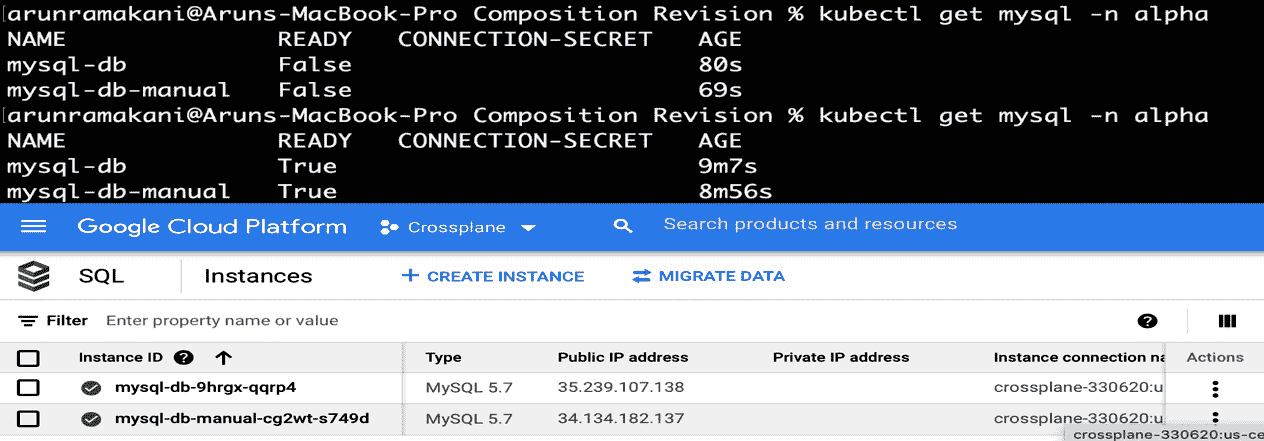 arunramakani@Aruns-MacBook-Pro Composition Revision % kubectl get mysql -n alpha
NAME READY CONNECTION-SECRET AGE
mysql-db False 80s
mysql-db-manual False 69s
arunramakani@Aruns-MacBook-Pro Composition Revision % kubectl get mysql -n alpha
NAME READY CONNECTION-SECRET AGE
mysql-db True 9m7s
mysql-db-manual True 8m56s
Google Cloud Platform Crossplane Search products and resources
SQL Instances CREATE INSTANCE MIGRATE DATA
Filter Enter property name or value
Instance ID Type Public IP address Private IP address Instance connection na Actions
mysql-db-9hrgx-qqrp4 MySQL 5.7 35.239.107.138 crossplane-330620:u
mysql-db-manual-cg2wt-s749d MySQL 5.7 34.134.182.137 crossplane-330620:u
crossplane-330620:us-ce